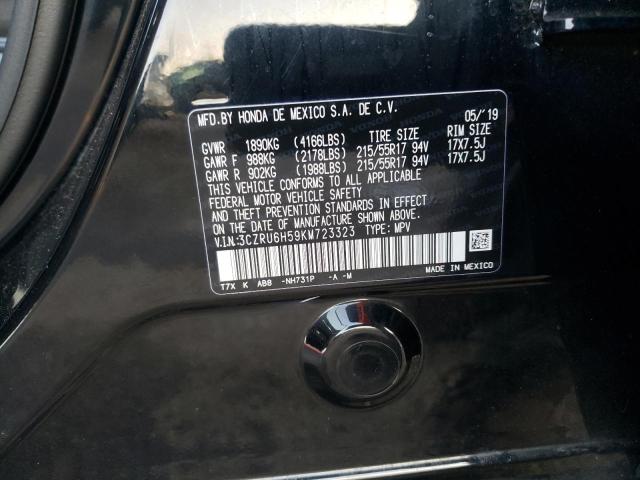 MFD.BY HONDA DE MEXICO S.A. DE C.V. 05/'19
GVWR 1890KG (4166LBS) TIRE SIZE RIM SIZE
GAWR F 988KG (2178LBS) 215/55R17 94V 17X7.5J
GAWR R 902KG (1988LBS) 215/55R17 94V 17X7.5J
THIS VEHICLE CONFORMS TO ALL APPLICABLE
FEDERAL MOTOR VEHICLE SAFETY
AND THEFT PREVENTION STANDARDS IN EFFECT
ON THE DATE OF MANUFACTURE SHOWN ABOVE.
V.I.N:3CZRU6H59KM723323 TYPE: MPV
T7X K ABB -NH731P -A -M MADE IN MEXICO